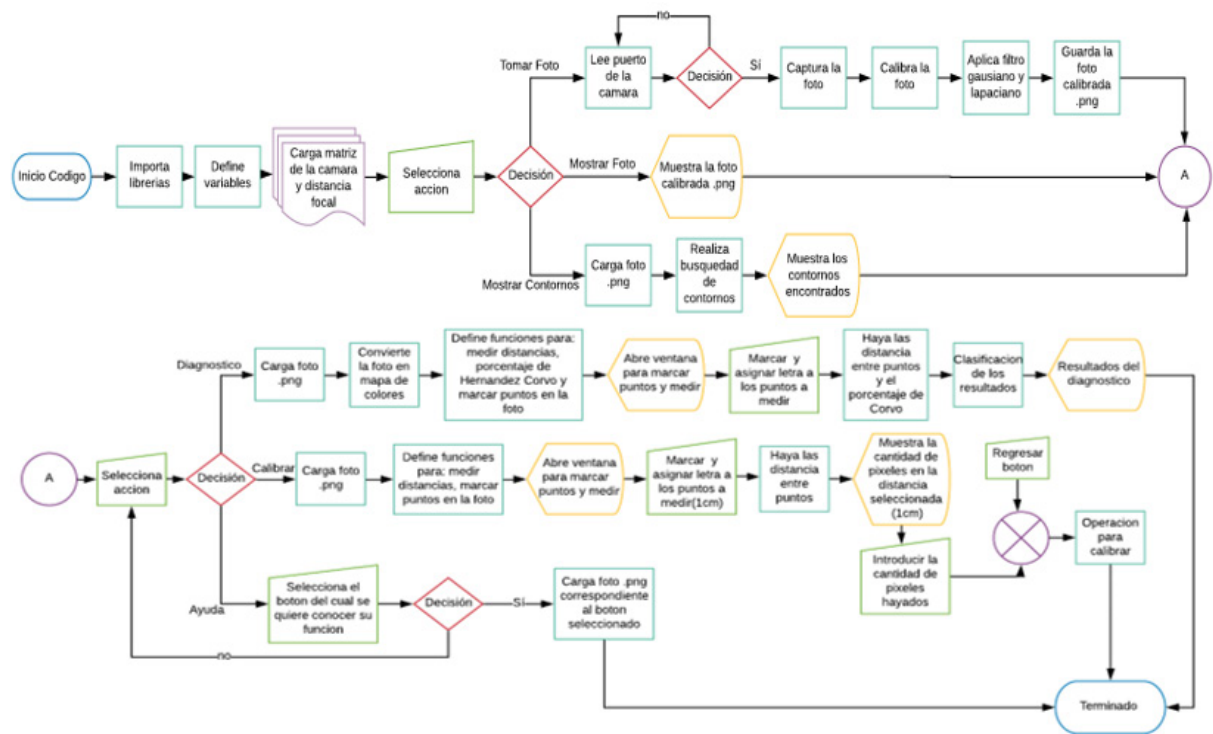 no
Tomar Foto
Lee puerto
de la
camara
Decisión
Sí
Captura la
foto
Calibra la
foto
Aplica filtro
gausiano y
lapaciano
Guarda la
foto
calibrada
.png
Inicio Codigo
Importa
librerias
Define
variables
Carga matriz
de la camara
y distancia
focal
Selecciona
accion
Decisión
Mostrar Foto
Muestra la foto
calibrada .png
A
Mostrar Contornos
Carga foto
.png
Realiza
busquedad
de
contornos
Muestra los
contornos
encontrados
Diagnostico
Carga foto
.png
Convierte
la foto en
mapa de
colores
Define funciones para:
medir distancias,
porcentaje de
Hernandez Corvo y
marcar puntos en la
foto
Abre ventana
para marcar
puntos y medir
Marcar y
asignar letra a
los puntos a
medir
Haya las
distancia
entre puntos
y el
porcentaje de
Corvo
Clasificacion
de los
resultados
Resultados del
diagnostico
A
Selecciona
accion
Decisión
Calibrar
Carga foto
.png
Define funciones
para: medir
distancias, marcar
puntos en la foto
Abre ventana
para marcar
puntos y medir
Marcar y
asignar letra a
los puntos a
medir(1cm)
Haya las
distancia
entre
puntos
Muestra la
cantidad de
pixeles en la
distancia
seleccionada
(1cm)
Regresar
boton
Introducir la
cantidad de
pixeles
hayados
Operacion
para
calibrar
Ayuda
Selecciona el
boton del cual se
quiere conocer su
funcion
Decisión
Sí
Carga foto .png
correspondiente
al boton
seleccionado
no
Terminado